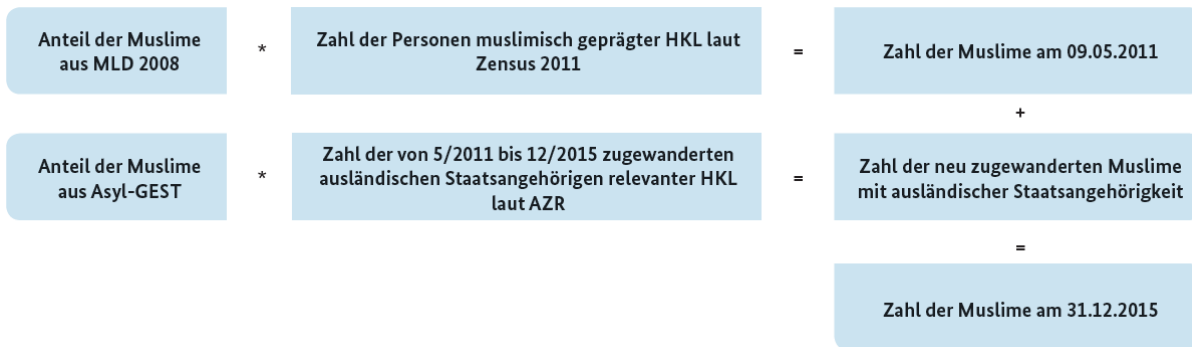 Anteil der Muslime
aus MLD 2008
*
Zahl der Personen muslimisch geprägter HKL laut
Zensus 2011
=
Zahl der Muslime am 09.05.2011
+
Anteil der Muslime
aus Asyl-GEST
*
Zahl der von 5/2011 bis 12/2015 zugewanderten
ausländischen Staatsangehörigen relevanter HKL
laut AZR
=
Zahl der neu zugewanderten Muslime
mit ausländischer Staatsangehörigkeit
=
Zahl der Muslime am 31.12.2015